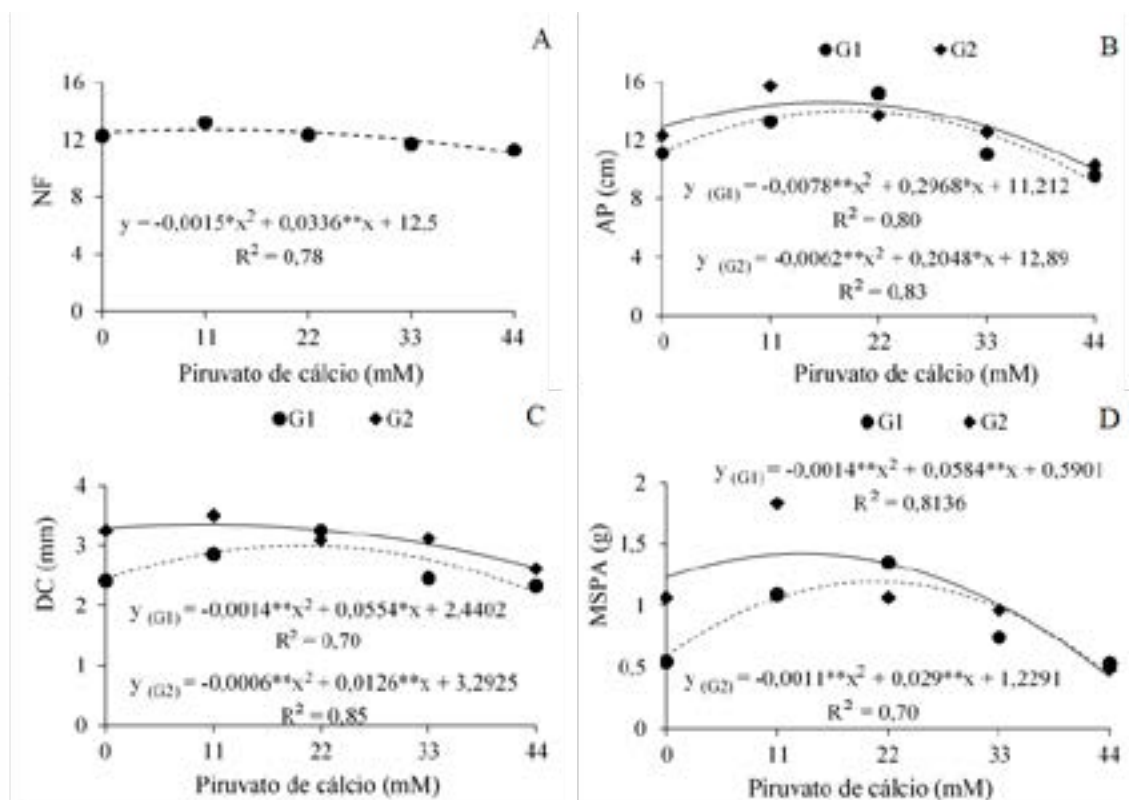 A
16
12
8
4
0
NF
y = -0,0015*x² + 0,0336**x + 12,5
R² = 0,78
0 11 22 33 44
Piruvato de cálcio (mM)
G1 G2
B
16
12
8
4
0
AP (cm)
y (G1) = -0,0078**x² + 0,2968*x + 11,212
R² = 0,80
y (G2) = -0,0062**x² + 0,2048*x + 12,89
R² = 0,83
0 11 22 33 44
Piruvato de cálcio (mM)
G1 G2
C
4
3
2
1
0
DC (mm)
y (G1) = -0,0014**x² + 0,0554*x + 2,4402
R² = 0,70
y (G2) = -0,0006**x² + 0,0126**x + 3,2925
R² = 0,85
0 11 22 33 44
Piruvato de cálcio (mM)
G1 G2
D
y (G1) = -0,0014**x² + 0,0584**x + 0,5901
R² = 0,8136
2
1,5
1
0,5
0
MSPA (g)
y (G2) = -0,0011**x² + 0,029**x + 1,2291
R² = 0,70
0 11 22 33 44
Piruvato de cálcio (mM)